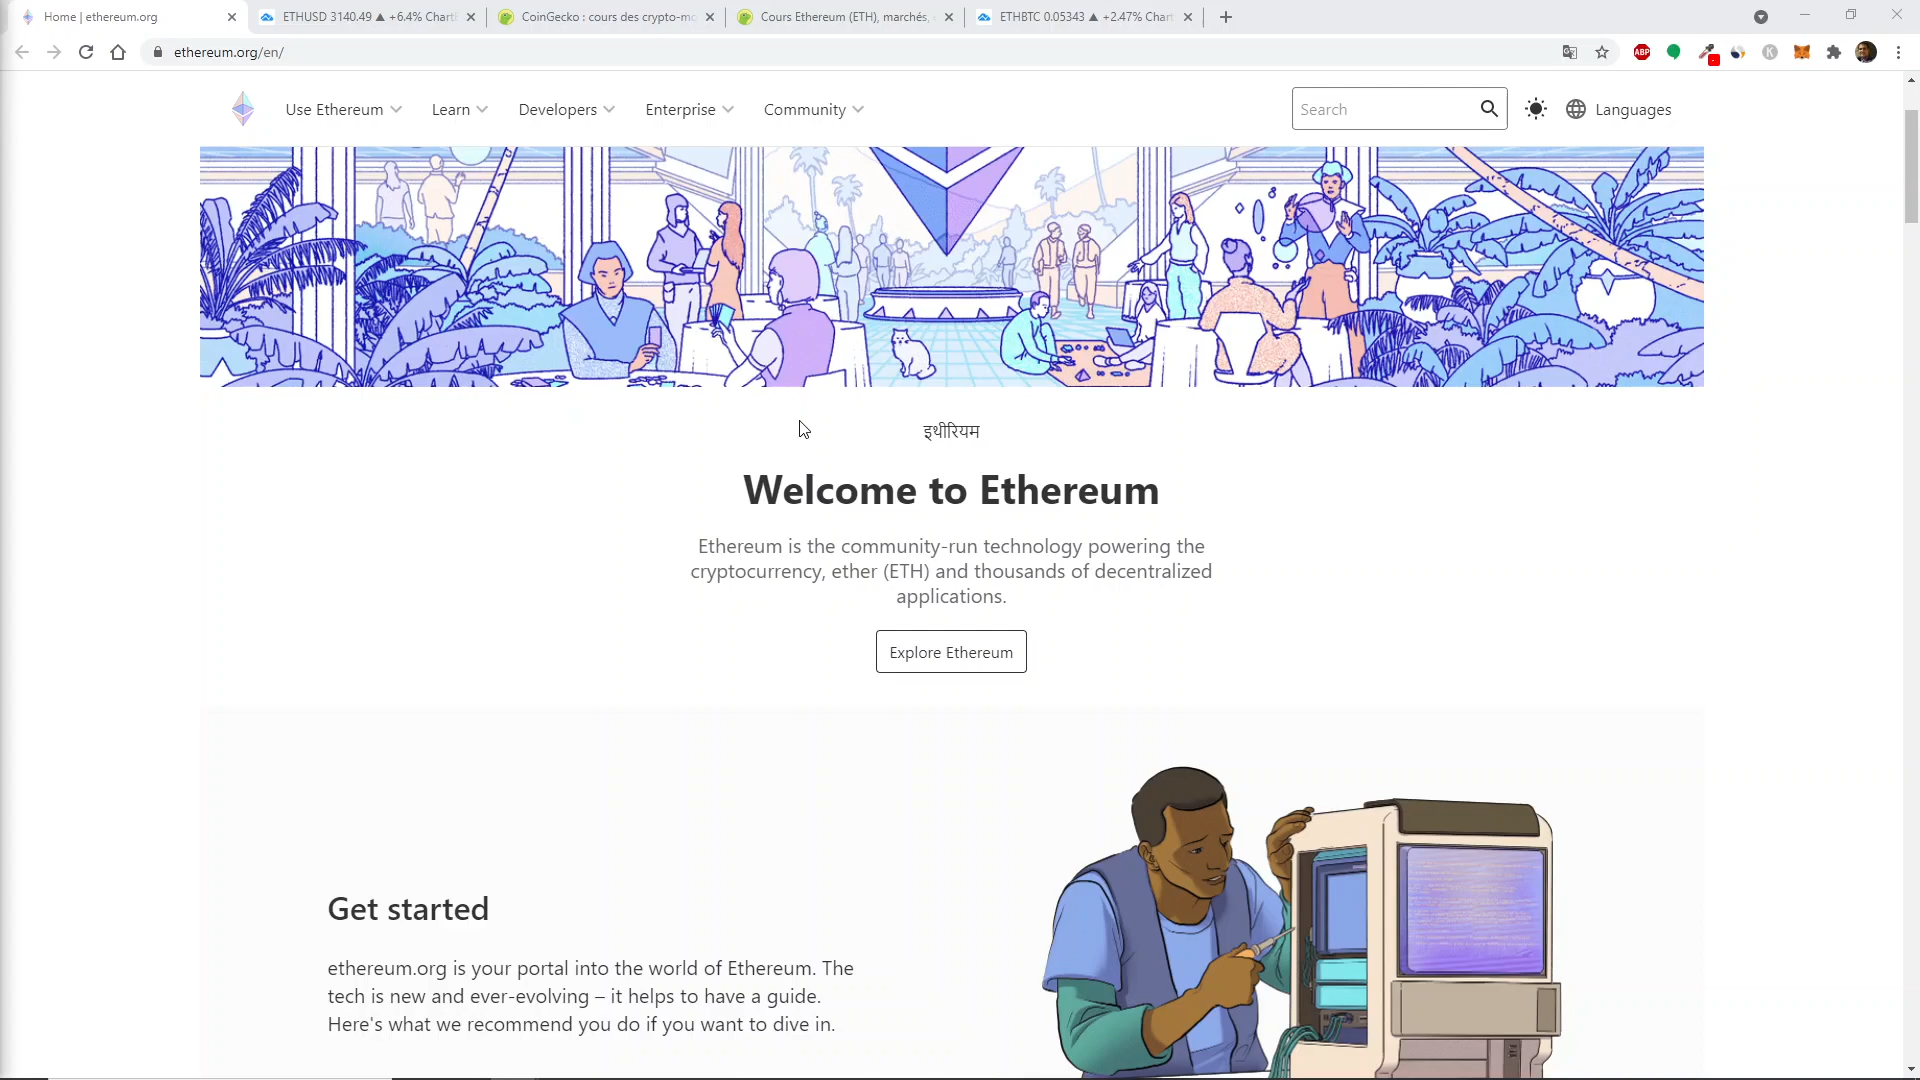 Home | ethereum.org
ETHUSD 3140.49 ▲ +6.4% Chart
CoinGecko : cours des crypto-mo
Cours Ethereum (ETH), marchés,
ETHBTC 0.05343 ▲ +2.47% Char
ethereum.org/en/
ABP
K
Use Ethereum
Learn
Developers
Enterprise
Community
Search
Languages
इथीरियम
Welcome to Ethereum
Ethereum is the community-run technology powering the
cryptocurrency, ether (ETH) and thousands of decentralized
applications.
Explore Ethereum
Get started
ethereum.org is your portal into the world of Ethereum. The
tech is new and ever-evolving – it helps to have a guide.
Here's what we recommend you do if you want to dive in.